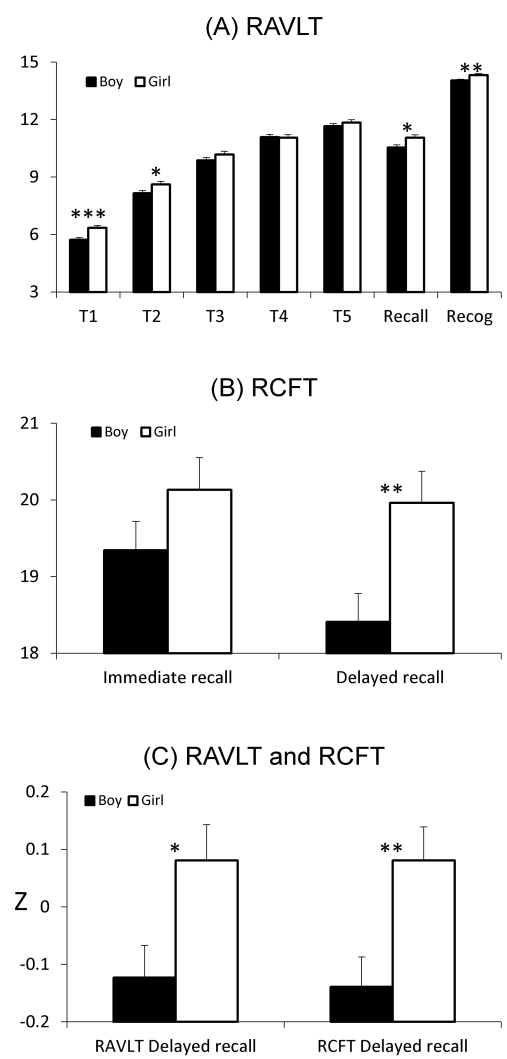 (A) RAVLT
15
12
9
6
3
Boy Girl
***
*
*
**
T1 T2 T3 T4 T5 Recall Recog
(B) RCFT
21
20
19
18
Boy Girl
**
Immediate recall Delayed recall
(C) RAVLT and RCFT
0.2
0.1
0
-0.1
-0.2
Z
Boy Girl
*
**
RAVLT Delayed recall RCFT Delayed recall